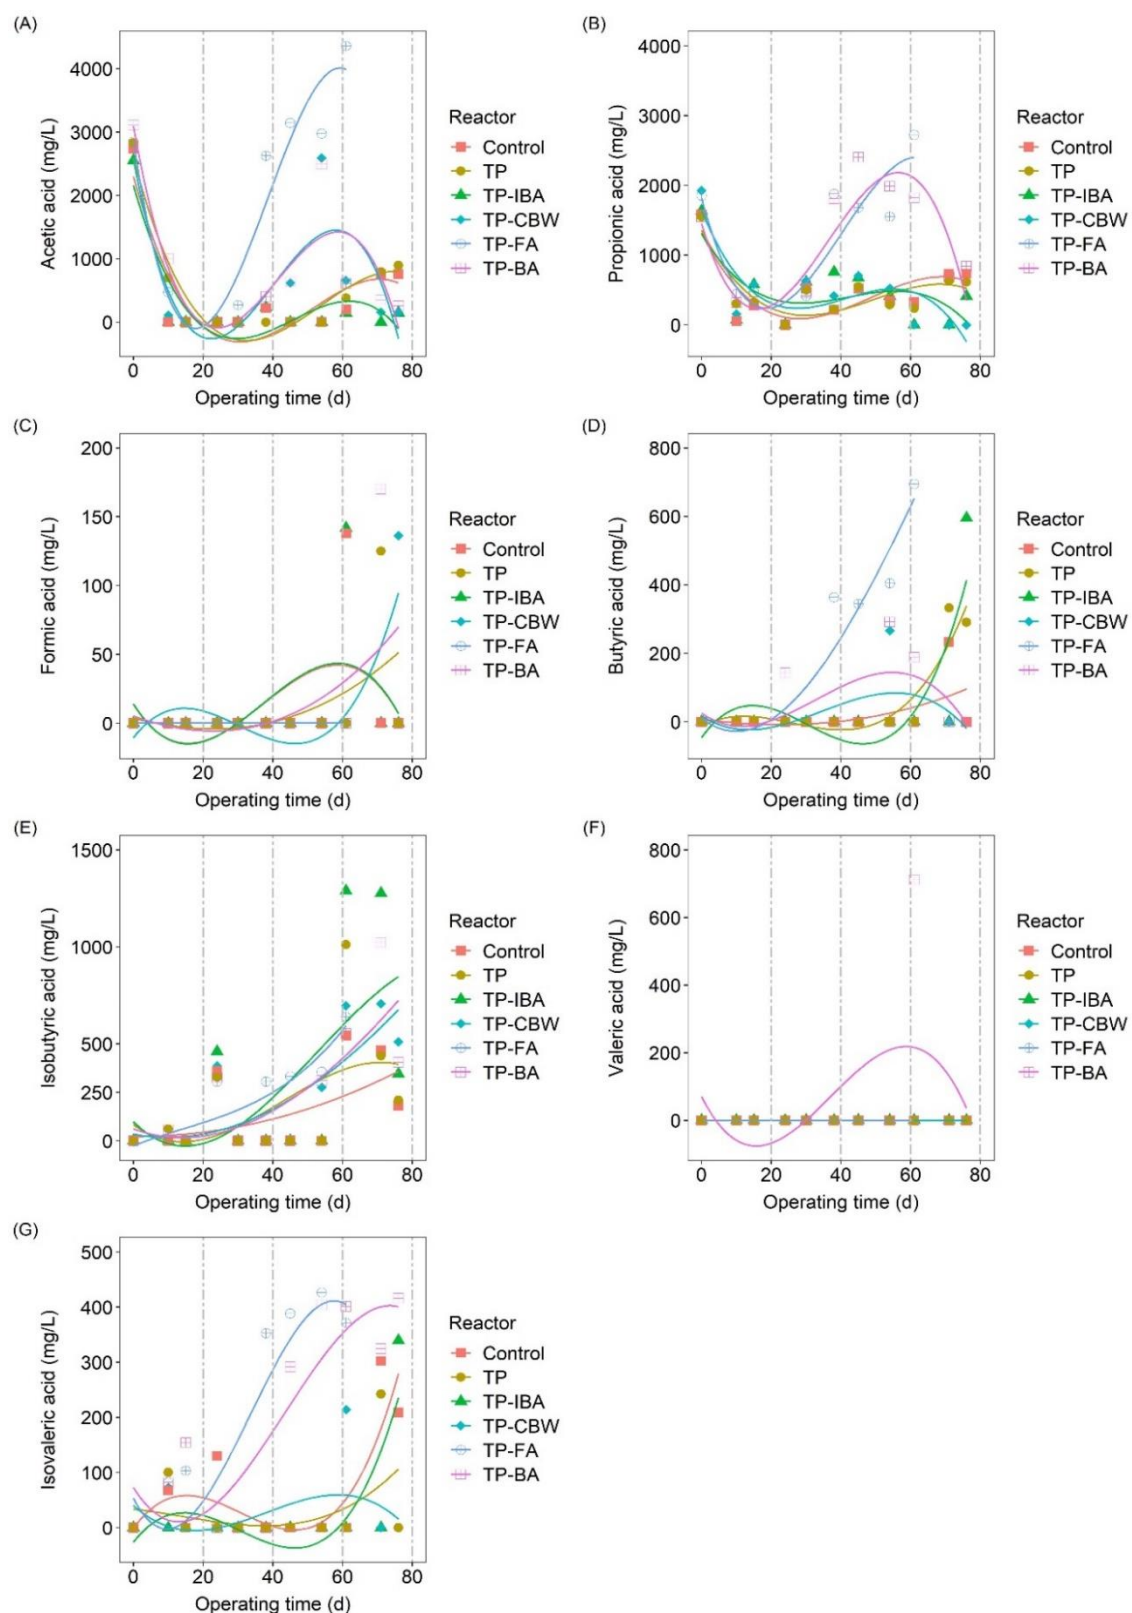 (A)
Acetic acid (mg/L)
4000
3000
2000
1000
0
0 20 40 60 80
Operating time (d)
Reactor
Control
TP
TP-IBA
TP-CBW
TP-FA
TP-BA
(B)
Propionic acid (mg/L)
4000
3000
2000
1000
0
0 20 40 60 80
Operating time (d)
Reactor
Control
TP
TP-IBA
TP-CBW
TP-FA
TP-BA
(C)
Formic acid (mg/L)
200
150
100
50
0
0 20 40 60 80
Operating time (d)
Reactor
Control
TP
TP-IBA
TP-CBW
TP-FA
TP-BA
(D)
Butyric acid (mg/L)
800
600
400
200
0
0 20 40 60 80
Operating time (d)
Reactor
Control
TP
TP-IBA
TP-CBW
TP-FA
TP-BA
(E)
Isobutyric acid (mg/L)
1500
1000
500
250
0
0 20 40 60 80
Operating time (d)
Reactor
Control
TP
TP-IBA
TP-CBW
TP-FA
TP-BA
(F)
Valeric acid (mg/L)
800
600
400
200
0
0 20 40 60 80
Operating time (d)
Reactor
Control
TP
TP-IBA
TP-CBW
TP-FA
TP-BA
(G)
Isovaleric acid (mg/L)
500
400
300
200
100
0
0 20 40 60 80
Operating time (d)
Reactor
Control
TP
TP-IBA
TP-CBW
TP-FA
TP-BA